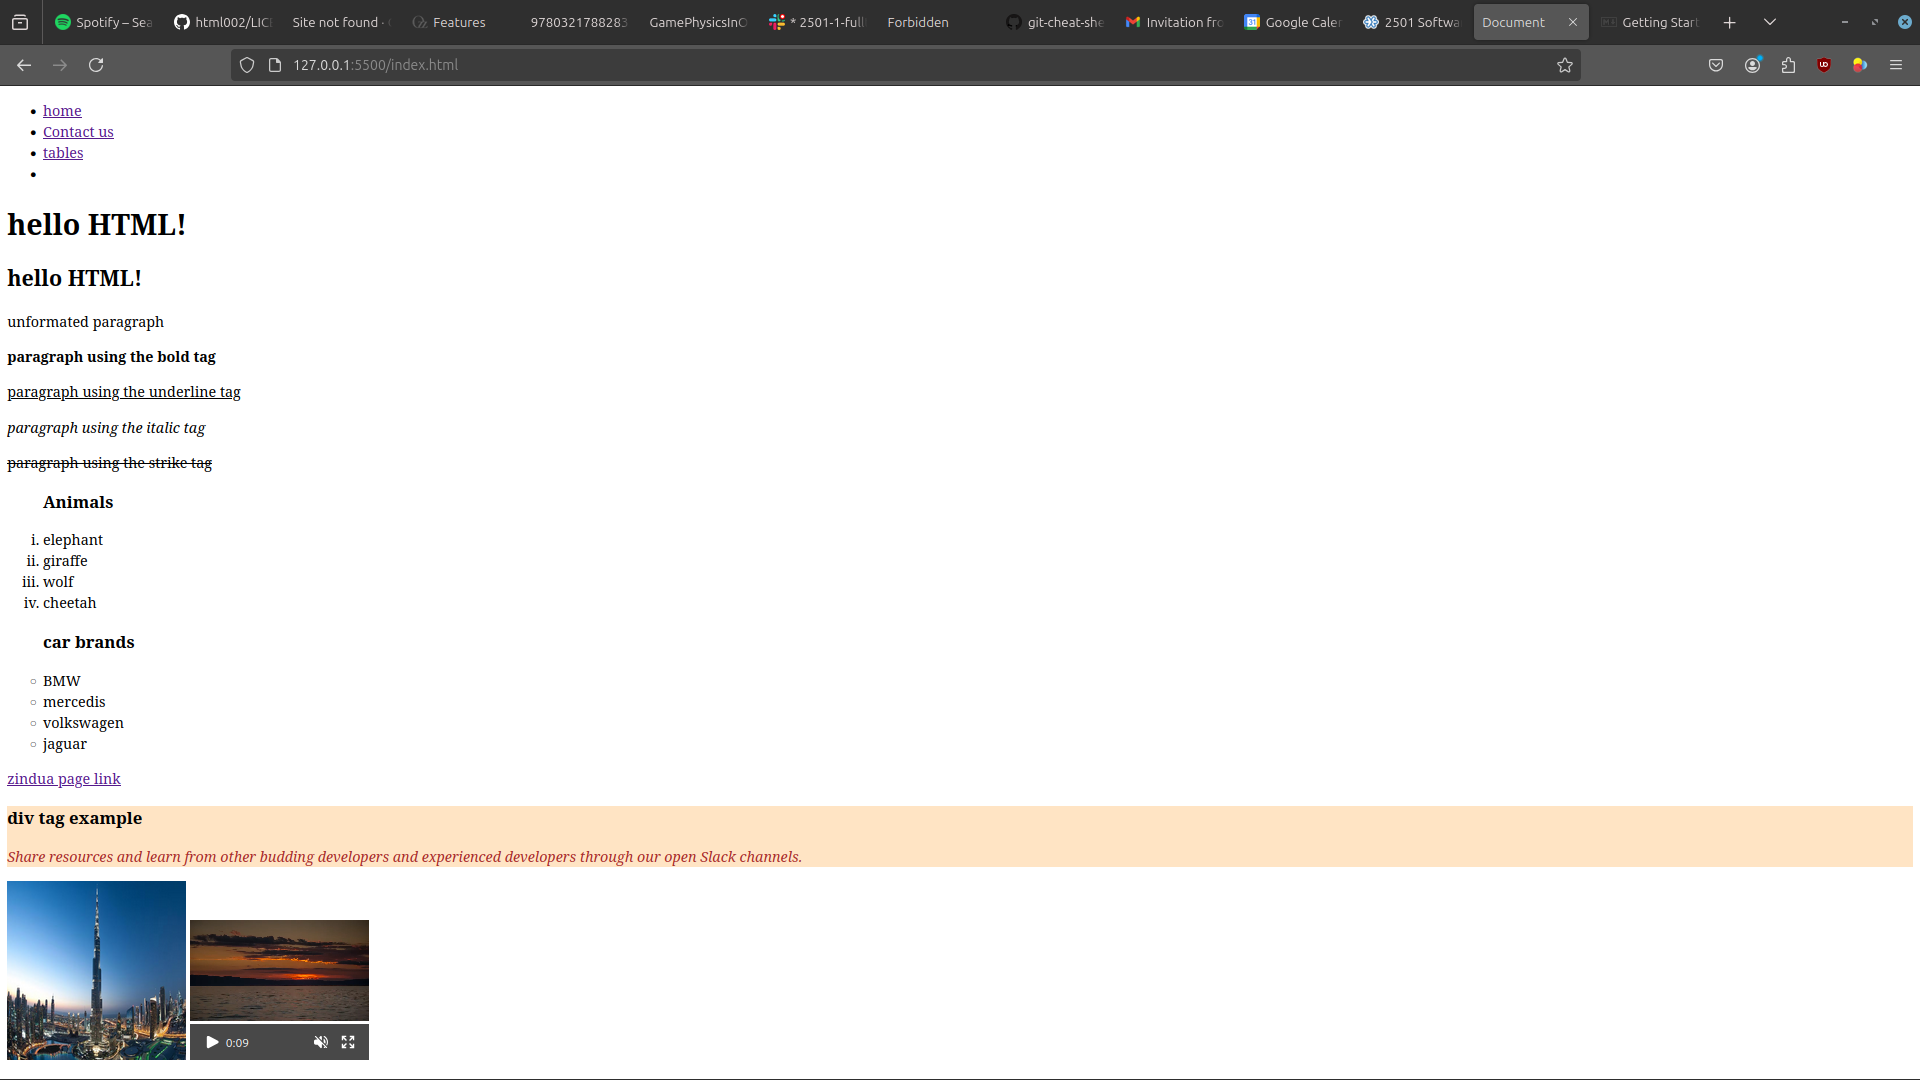 Spotify – Sea
html002/LIC
Site not found ·
Features
9780321788283
GamePhysicsInO
* 2501-1-full
Forbidden
git-cheat-she
Invitation fro
Google Caler
2501 Softwa
Document
Getting Start
127.0.0.1:5500/index.html
home
Contact us
tables
hello HTML!
hello HTML!
unformated paragraph
paragraph using the bold tag
paragraph using the underline tag
paragraph using the italic tag
paragraph using the strike tag
Animals
i. elephant
ii. giraffe
iii. wolf
iv. cheetah
car brands
BMW
mercedis
volkswagen
jaguar
zindua page link
div tag example
Share resources and learn from other budding developers and experienced developers through our open Slack channels.
0:09